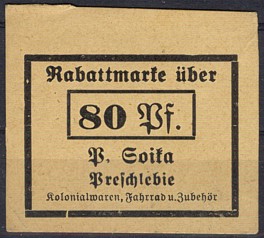 Rabattmarke über
80 Pf.
P. Soika
Preschlebie
Kolonialwaren, Fahrrad u. Zubehör